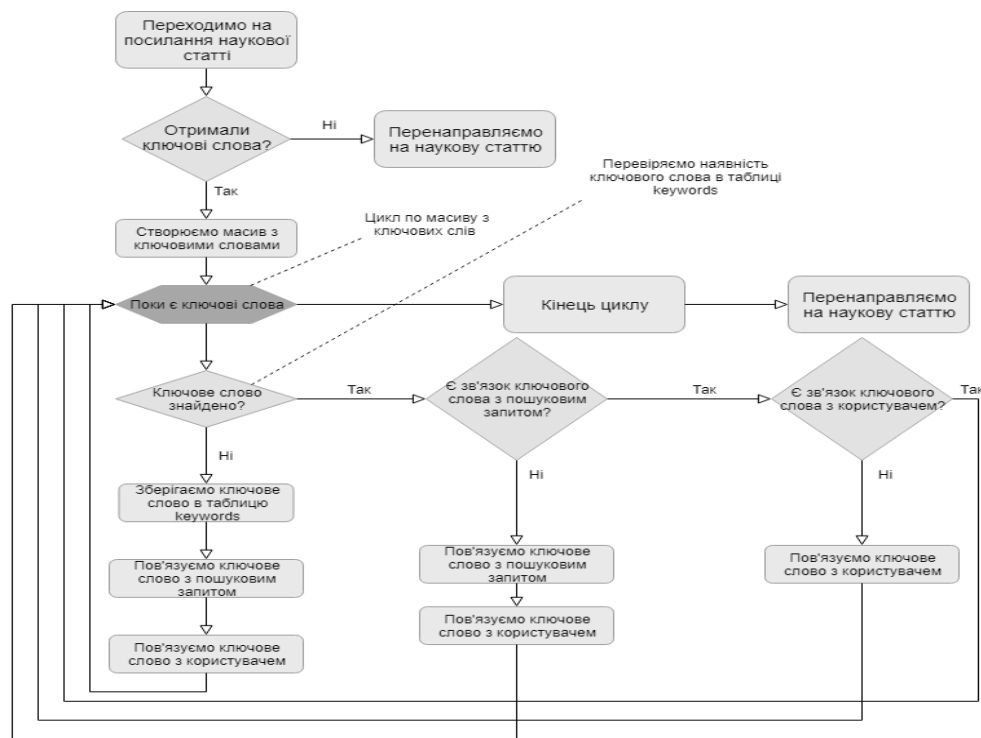 Переходимо на
посилання наукової
статті
Отримали
ключові слова?
Ні
Перенаправляємо
на наукову статтю
Перевіряємо наявність
ключового слова в таблиці
keywords
Так
Цикл по масиву з
ключових слів
Створюємо масив з
ключовими словами
Поки є ключові слова
Кінець циклу
Перенаправляємо
на наукову статтю
Ключове слово
знайдено?
Так
Є зв'язок ключового
слова з пошуковим
запитом?
Так
Є зв'язок ключового
слова з користувачем?
Так
Ні
Ні
Ні
Зберігаємо ключове
слово в таблицю
keywords
Пов'язуємо ключове
слово з пошуковим
запитом
Пов'язуємо ключове
слово з користувачем
Пов'язуємо ключове
слово з пошуковим
запитом
Пов'язуємо ключове
слово з користувачем
Пов'язуємо ключове
слово з користувачем